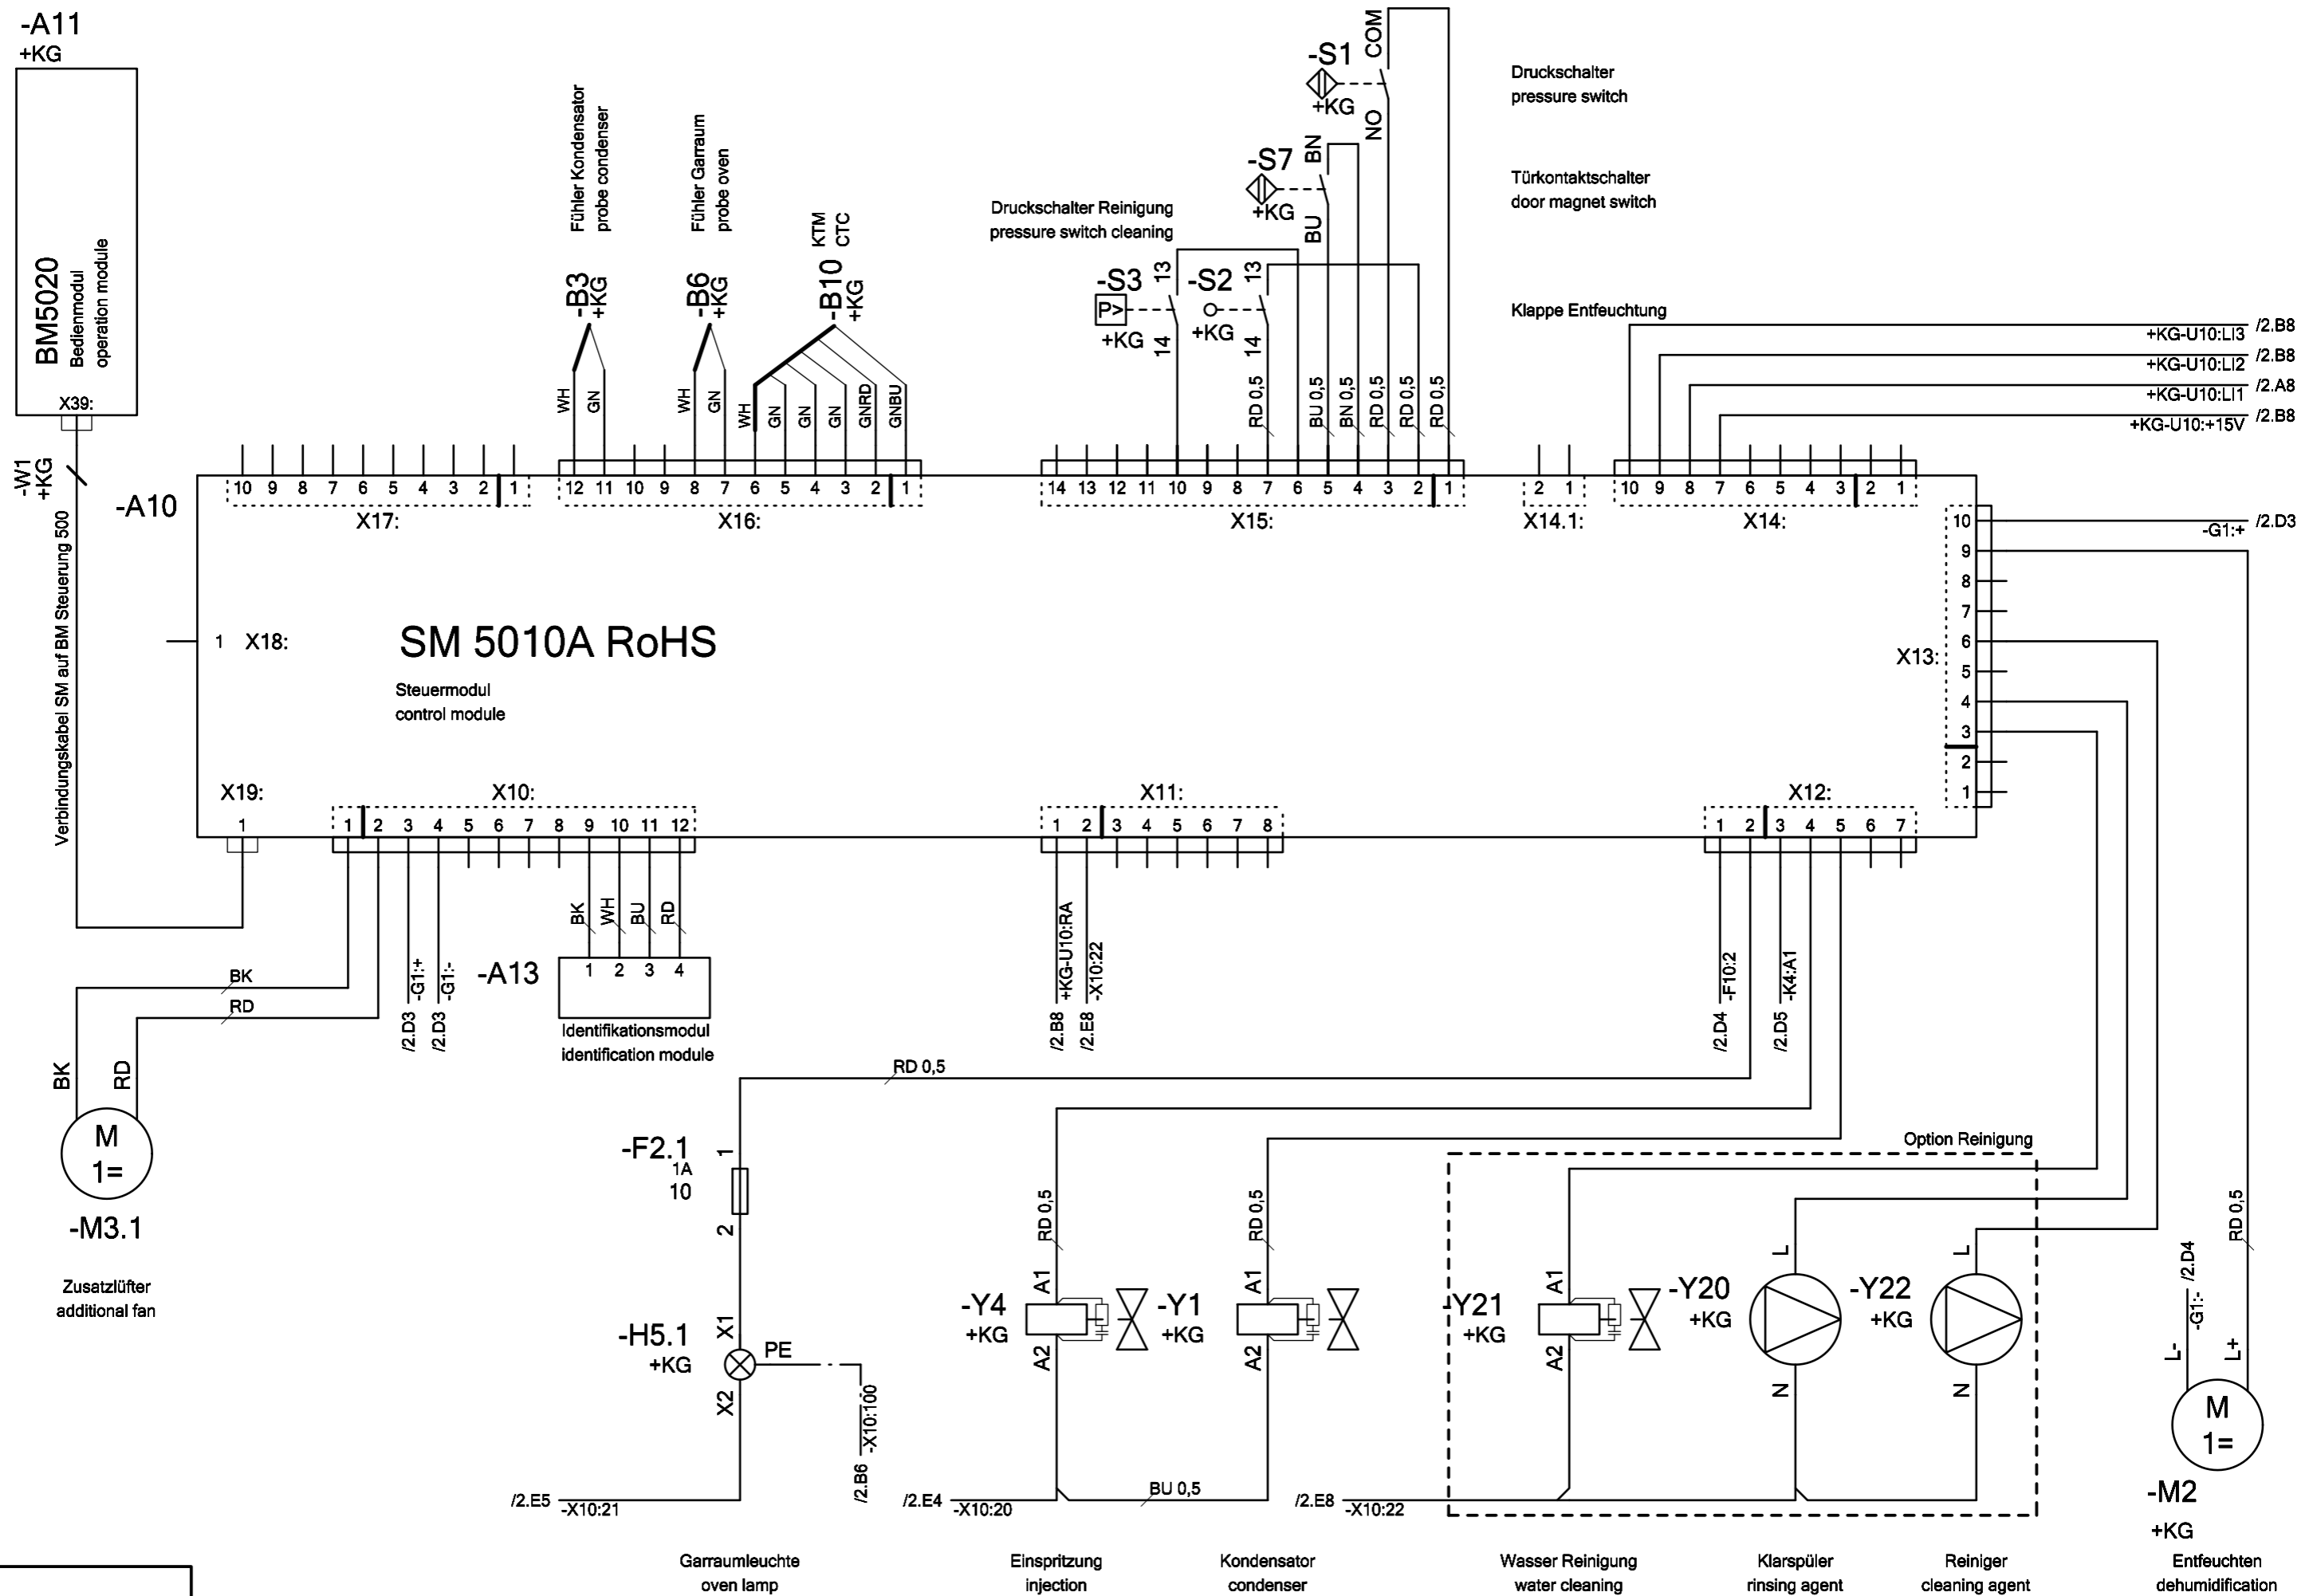 -A11
+KG
BM5020
Bedienmodul
operation module
X39:
-W1
+KG
Verbindungskabel SM auf BM Steuerung 500
Fühler Kondensator
probe condenser
-B3
+KG
WH
GN
Fühler Garraum
probe oven
-B6
+KG
WH
GN
KTM
CTC
-B10
+KG
WH
GN
GN
GN
GNRD
GNBU
Druckschalter Reinigung
pressure switch cleaning
-S3
P>
+KG
13
14
-S2
+KG
13
14
-S7
+KG
BN
BU
-S1
+KG
COM
NO
RD 0,5
BU 0,5
BN 0,5
RD 0,5
RD 0,5
RD 0,5
Druckschalter
pressure switch
Türkontaktschalter
door magnet switch
Klappe Entfeuchtung
+KG-U10:LI3 /2.B8
+KG-U10:LI2 /2.B8
+KG-U10:LI1 /2.A8
+KG-U10:+15V /2.B8
-A10
10 9 8 7 6 5 4 3 2 1
X17:
12 11 10 9 8 7 6 5 4 3 2 1
X16:
14 13 12 11 10 9 8 7 6 5 4 3 2 1
X15:
2 1
X14.1:
10 9 8 7 6 5 4 3 2 1
X14:
10
9
8
7
6
5
4
3
2
1
X13:
-G1:+ /2.D3
1 X18:
SM 5010A RoHS
Steuermodul
control module
X19:
1
X10:
1 2 3 4 5 6 7 8 9 10 11 12
X11:
1 2 3 4 5 6 7 8
X12:
1 2 3 4 5 6 7
BK
RD
/2.D3 -G1:+
/2.D3 -G1:-
BK
WH
BU
RD
-A13
1 2 3 4
Identifikationsmodul
identification module
/2.B8 +KG-U10:RA
/2.E8 -X10:22
/2.D4 -F10:2
/2.D5 -K4:A1
BK
RD
M
1=
-M3.1
Zusatzlüfter
additional fan
RD 0,5
-F2.1
1A
10
1
2
-H5.1
+KG
X1
X2
PE
/2.B6 -X10:100
/2.E5 -X10:21
Garraumleuchte
oven lamp
RD 0,5
-Y4
+KG
A1
A2
/2.E4 -X10:20
Einspritzung
injection
RD 0,5
-Y1
+KG
A1
A2
BU 0,5
Kondensator
condenser
Option Reinigung
-Y21
+KG
A1
A2
/2.E8 -X10:22
Wasser Reinigung
water cleaning
-Y20
+KG
L
N
Klarspüler
rinsing agent
-Y22
+KG
L
N
Reiniger
cleaning agent
RD 0,5
/2.D4
-G1:-
L-
L+
M
1=
-M2
+KG
Entfeuchten
dehumidification